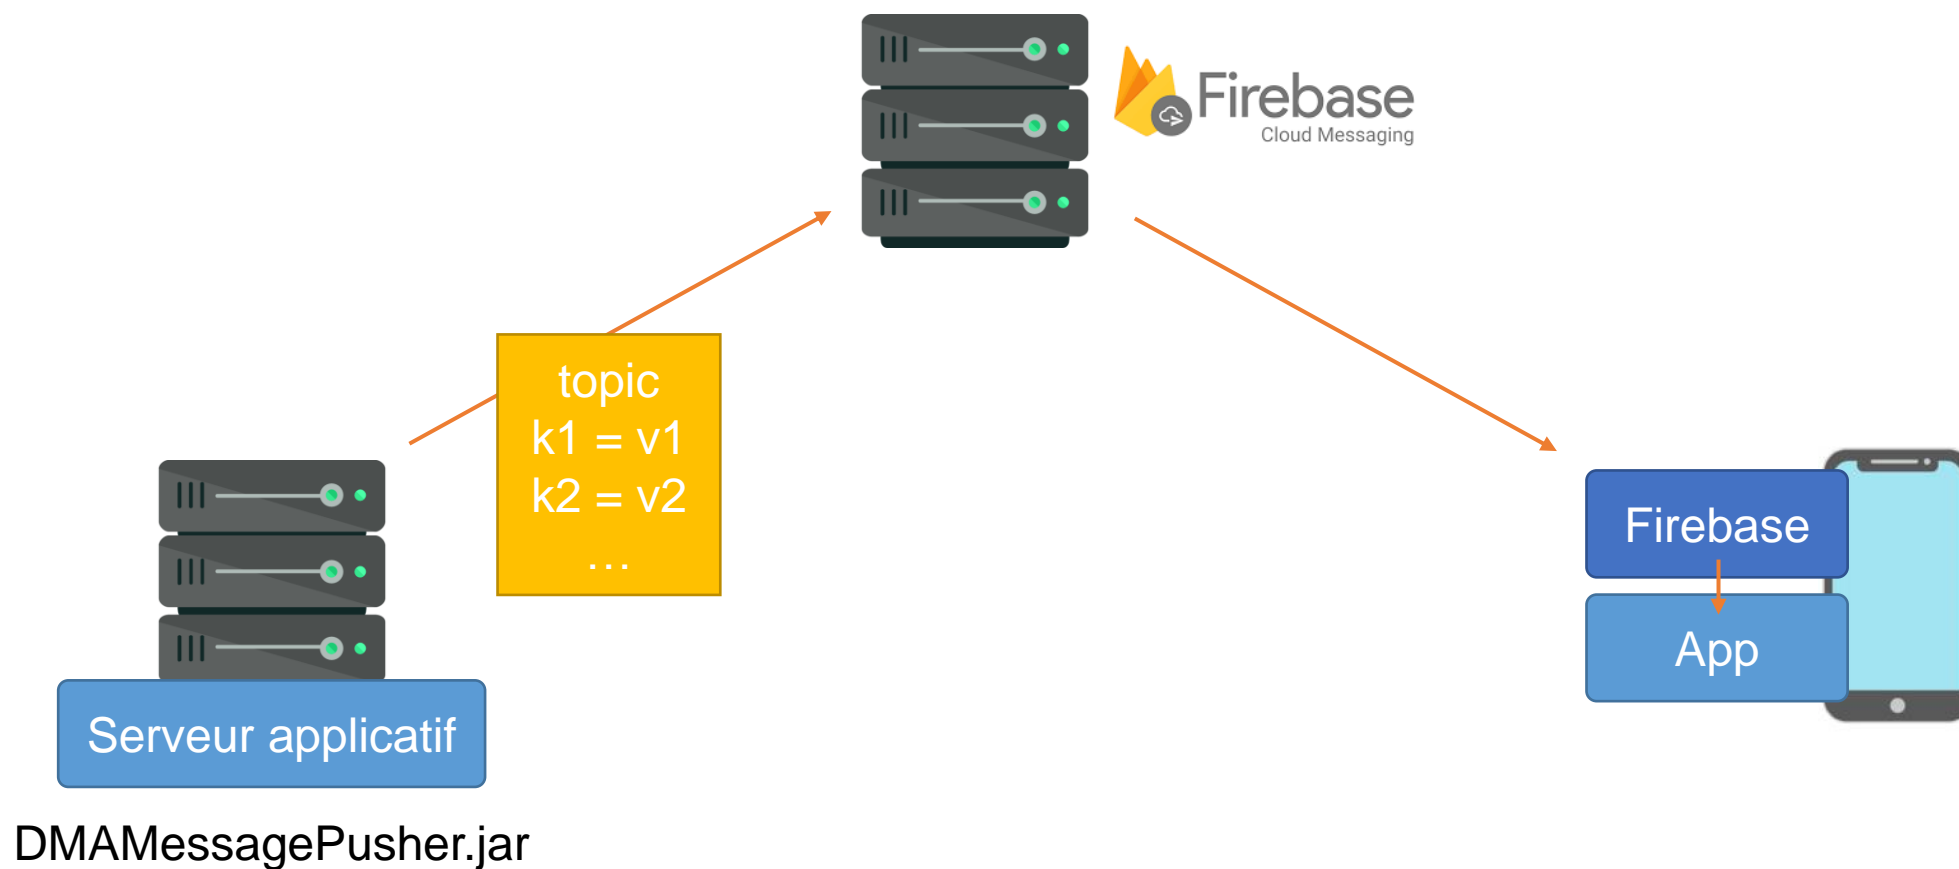 Firebase
Cloud Messaging
topic
k1 = v1
k2 = v2
…
Firebase
App
Serveur applicatif
DMAMessagePusher.jar